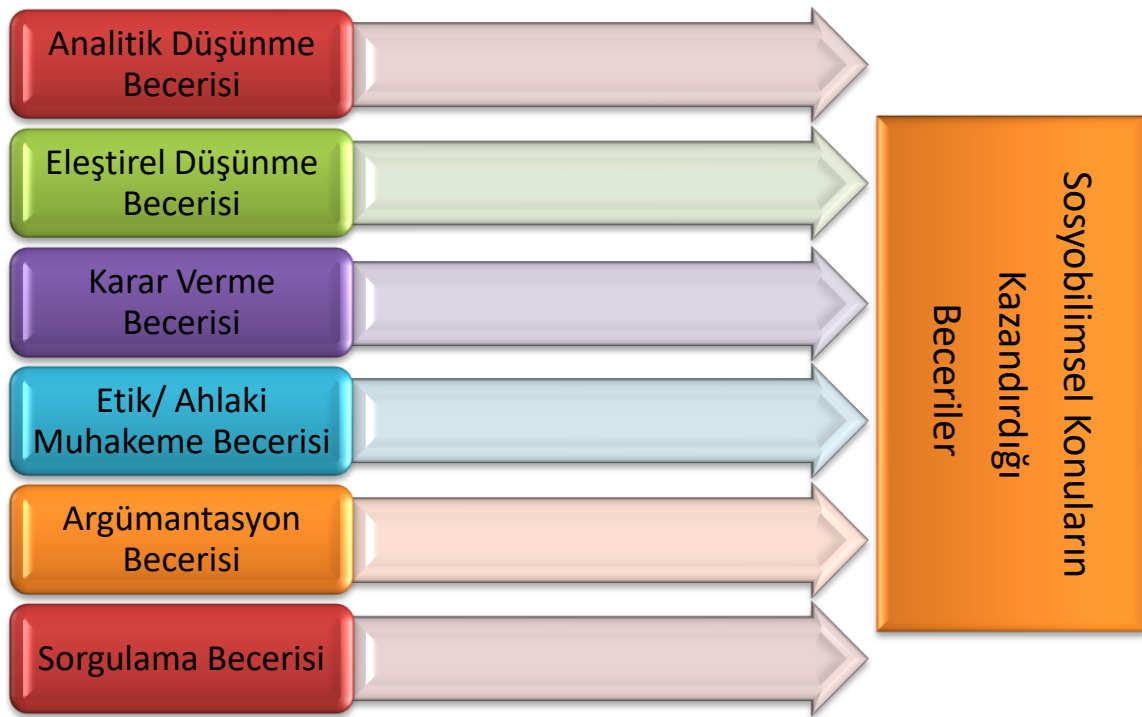 Analitik Düşünme
Becerisi
Eleştirel Düşünme
Becerisi
Karar Verme
Becerisi
Etik/ Ahlaki
Muhakeme Becerisi
Argümantasyon
Becerisi
Sorgulama Becerisi
Sosyobilimsel Konuların
Kazandırdığı
Beceriler